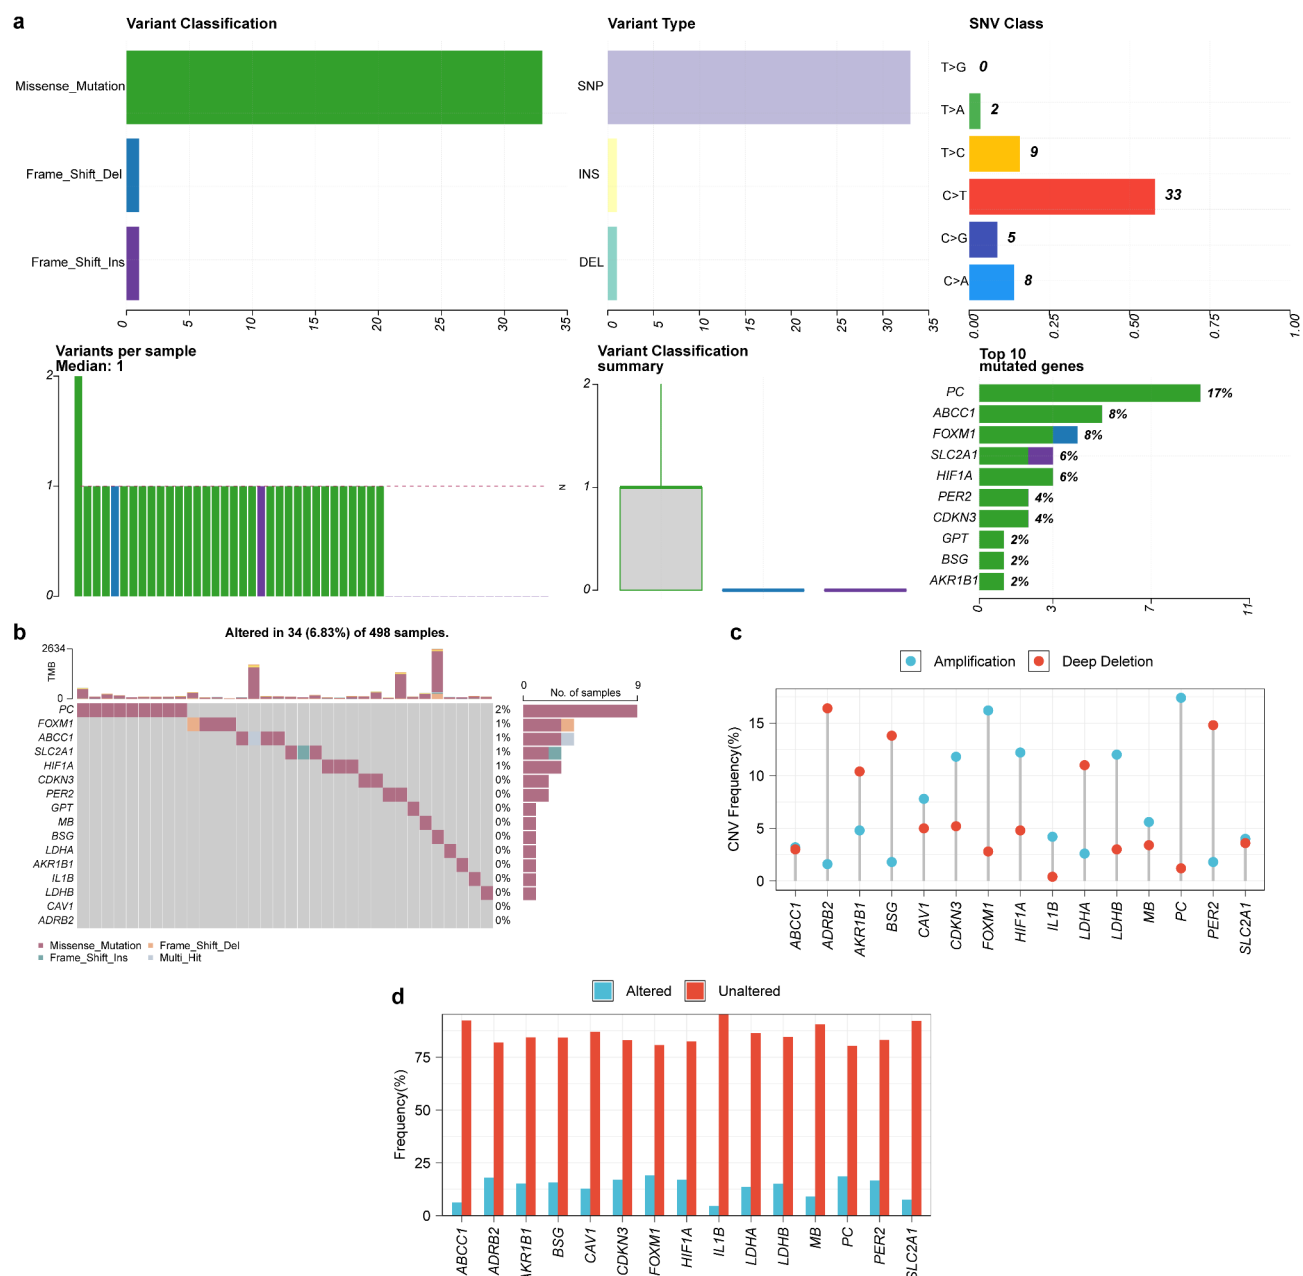 a
Variant Classification
Missense_Mutation
Frame_Shift_Del
Frame_Shift_Ins
0 5 10 15 20 25 30 35
Variant Type
SNP
INS
DEL
0 5 10 15 20 25 30 35
SNV Class
T>G 0
T>A 2
T>C 9
C>T 33
C>G 5
C>A 8
0.00 0.25 0.50 0.75 1.00
Variants per sample
Median: 1
2
1
0
Variant Classification
summary
2
1
0
N
Top 10
mutated genes
PC 17%
ABCC1 8%
FOXM1 8%
SLC2A1 6%
HIF1A 6%
PER2 4%
CDKN3 4%
GPT 2%
BSG 2%
AKR1B1 2%
0 3 7 11
b
Altered in 34 (6.83%) of 498 samples.
2634
TMB
0
0 9
No. of samples
PC 2%
FOXM1 1%
ABCC1 1%
SLC2A1 1%
HIF1A 1%
CDKN3 0%
PER2 0%
GPT 0%
MB 0%
BSG 0%
LDHA 0%
AKR1B1 0%
IL1B 0%
LDHB 0%
CAV1 0%
ADRB2 0%
Missense_Mutation Frame_Shift_Del
Frame_Shift_Ins Multi_Hit
c
Amplification Deep Deletion
CNV Frequency(%)
15
10
5
0
ABCC1 ADRB2 AKR1B1 BSG CAV1 CDKN3 FOXM1 HIF1A IL1B LDHA LDHB MB PC PER2 SLC2A1
d
Altered Unaltered
Frequency(%)
75
50
25
0
ABCC1 ADRB2 AKR1B1 BSG CAV1 CDKN3 FOXM1 HIF1A IL1B LDHA LDHB MB PC PER2 SLC2A1